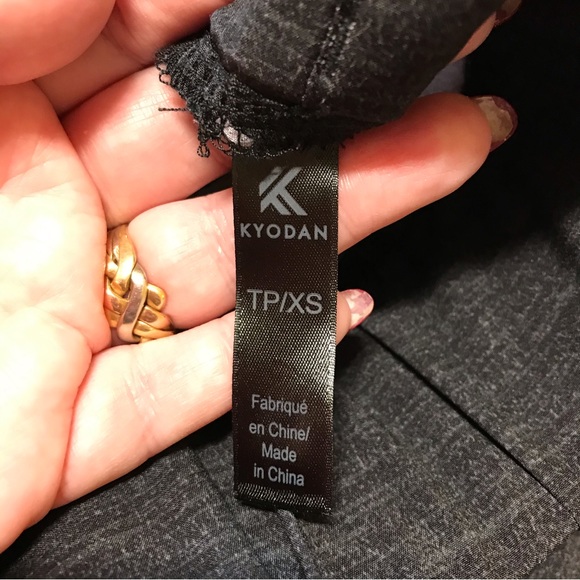 KYODAN
TP/XS
Fabriqué
en Chine/
Made
in China